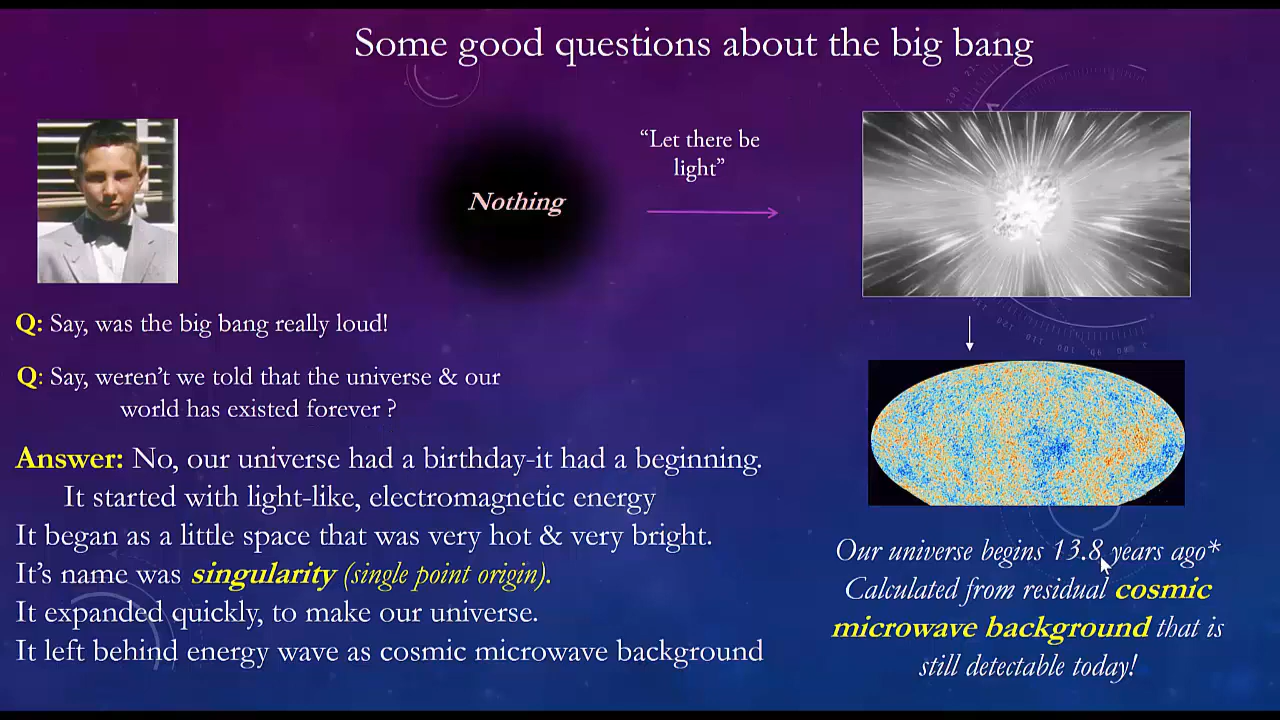 Some good questions about the big bang
Nothing
“Let there be
light”
Q: Say, was the big bang really loud!
Q: Say, weren’t we told that the universe & our
world has existed forever ?
Answer: No, our universe had a birthday-it had a beginning.
It started with light-like, electromagnetic energy
It began as a little space that was very hot & very bright.
It’s name was singularity (single point origin).
It expanded quickly, to make our universe.
It left behind energy wave as cosmic microwave background
Our universe begins 13.8 years ago*
Calculated from residual cosmic
microwave background that is
still detectable today!